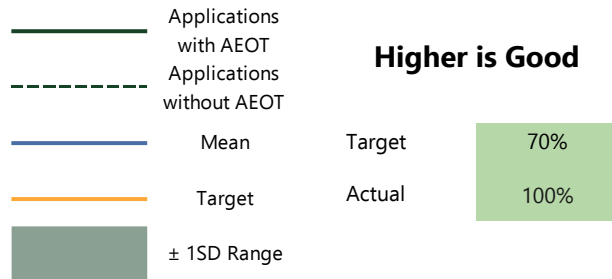 Applications
with AEOT
Applications
without AEOT
Mean
Target
± 1SD Range
Higher is Good
Target 70%
Actual 100%